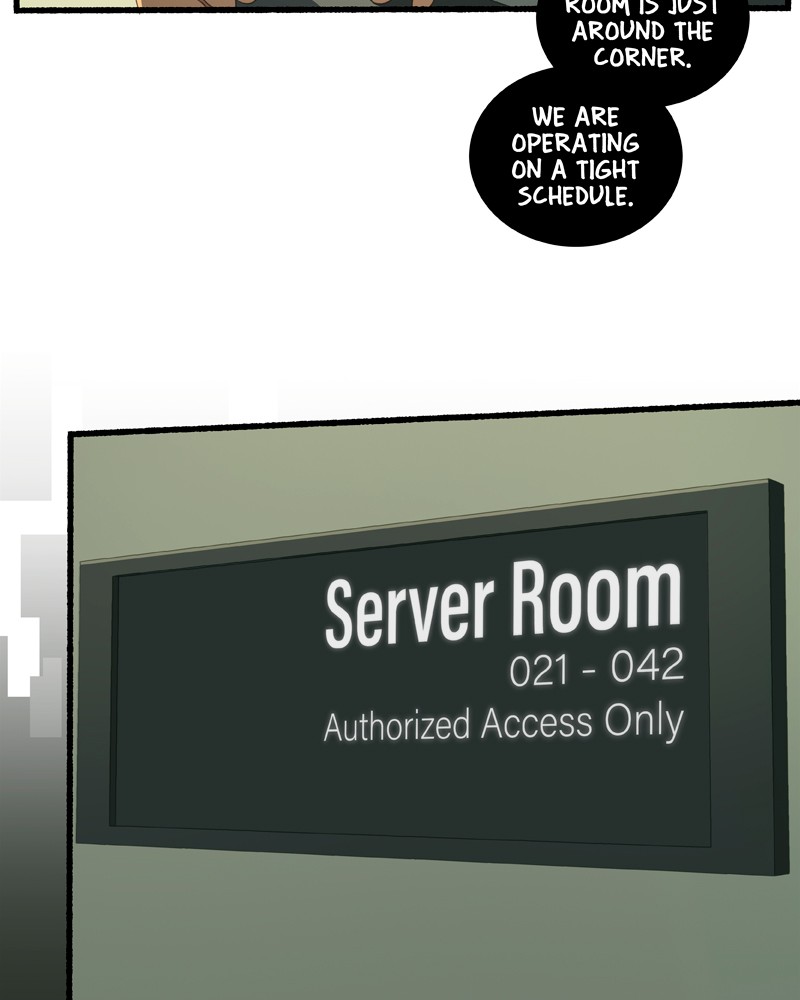 ROOM IS JUST
AROUND THE
CORNER.
WE ARE
OPERATING
ON A TIGHT
SCHEDULE.
Server Room
021 - 042
Authorized Access Only